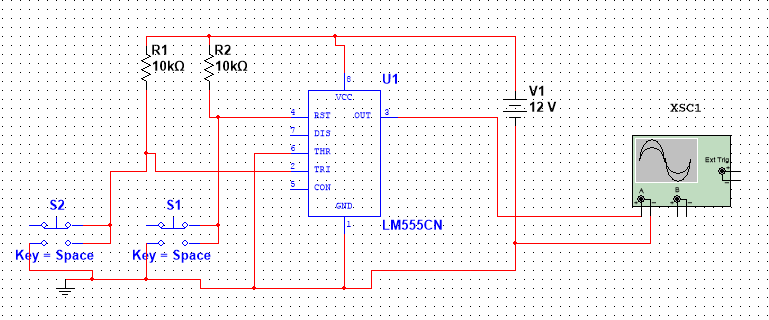 R1
10kΩ
R2
10kΩ
U1
8
VCC
4
RST
OUT
3
7
DIS
6
THR
2
TRI
5
CON
GND
1
LM555CN
V1
12 V
XSC1
Ext Trig
+
-
A
B
+
-
+
-
S2
Key = Space
S1
Key = Space